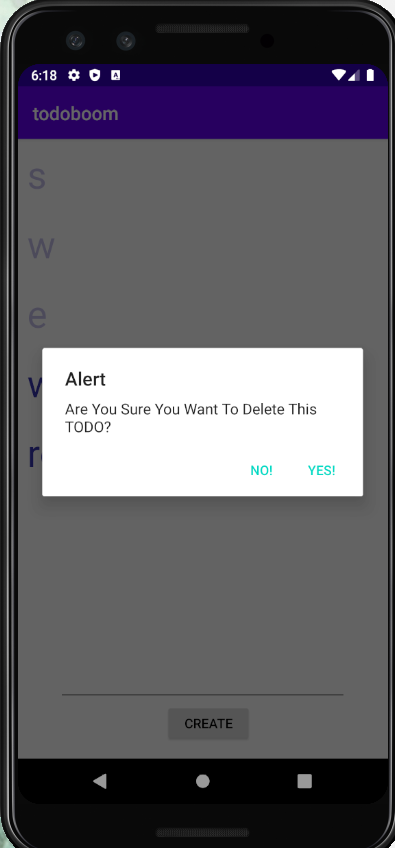 6:18
todoboom
s
w
e
Alert
Are You Sure You Want To Delete This
TODO?
NO! YES!
CREATE